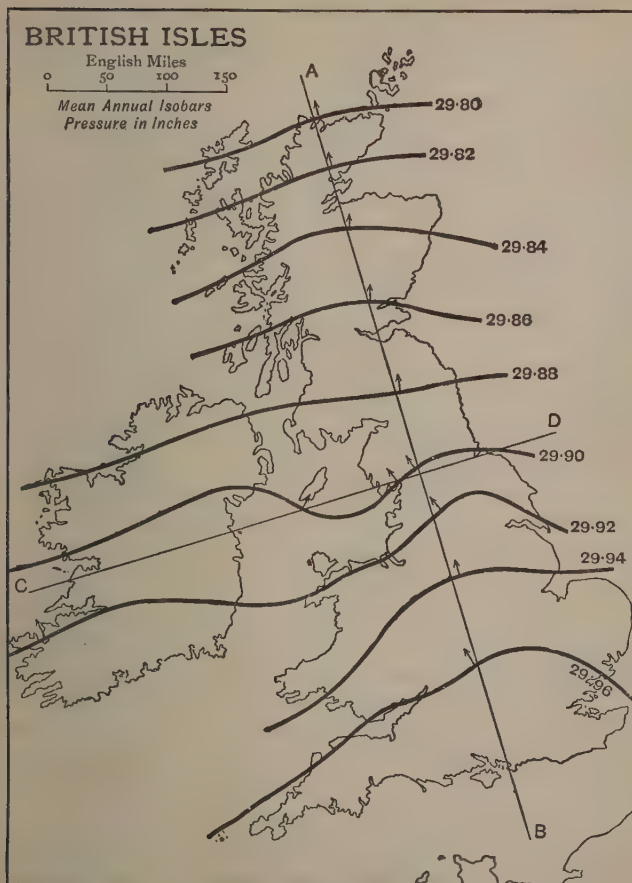 BRITISH ISLES
English Miles
0 50 100 150
Mean Annual Isobars
Pressure in Inches
A
29·80
29·82
29·84
29·86
29·88
D
29·90
29·92
29·94
C
29·96
B